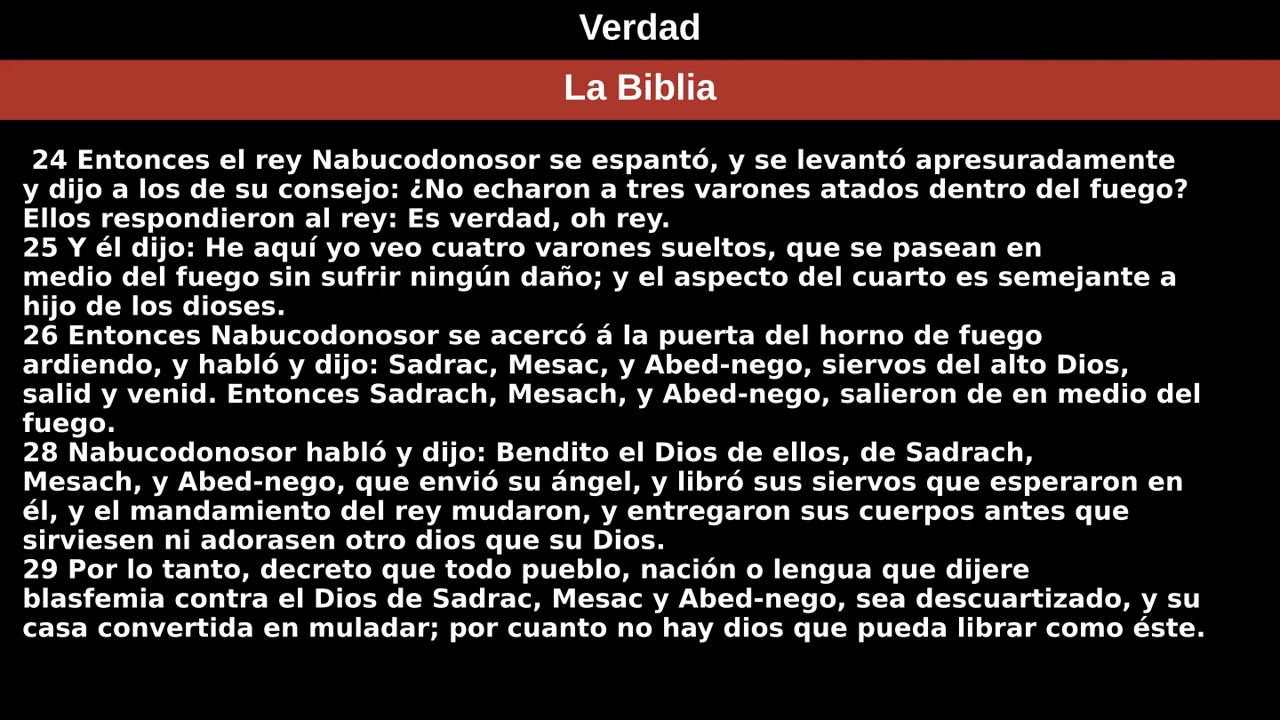 Verdad
La Biblia
24 Entonces el rey Nabucodonosor se espantó, y se levantó apresuradamente
y dijo a los de su consejo: ¿No echaron a tres varones atados dentro del fuego?
Ellos respondieron al rey: Es verdad, oh rey.
25 Y él dijo: He aquí yo veo cuatro varones sueltos, que se pasean en
medio del fuego sin sufrir ningún daño; y el aspecto del cuarto es semejante a
hijo de los dioses.
26 Entonces Nabucodonosor se acercó á la puerta del horno de fuego
ardiendo, y habló y dijo: Sadrac, Mesac, y Abed-nego, siervos del alto Dios,
salid y venid. Entonces Sadrach, Mesach, y Abed-nego, salieron de en medio del
fuego.
28 Nabucodonosor habló y dijo: Bendito el Dios de ellos, de Sadrach,
Mesach, y Abed-nego, que envió su ángel, y libró sus siervos que esperaron en
él, y el mandamiento del rey mudaron, y entregaron sus cuerpos antes que
sirviesen ni adorasen otro dios que su Dios.
29 Por lo tanto, decreto que todo pueblo, nación o lengua que dijere
blasfemia contra el Dios de Sadrac, Mesac y Abed-nego, sea descuartizado, y su
casa convertida en muladar; por cuanto no hay dios que pueda librar como éste.